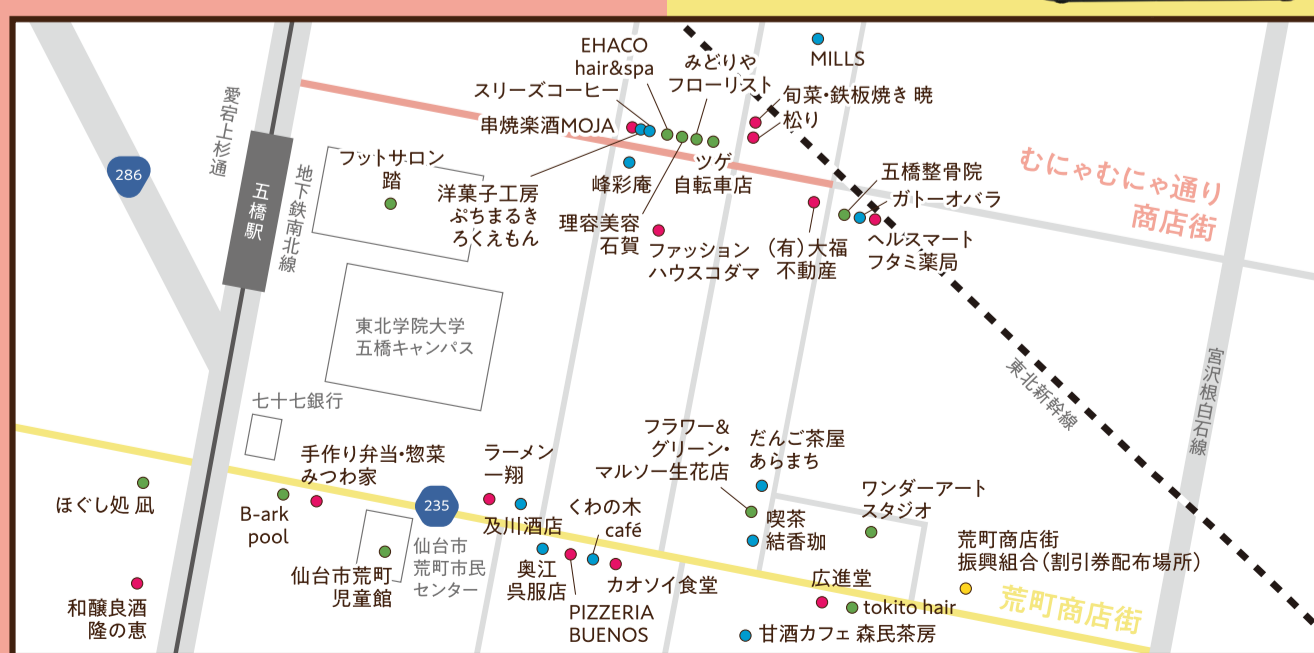 EHACO
hair&spa
みどりや
フローリスト
MILLS
スリーズコーヒー
旬菜・鉄板焼き 暁
松り
串焼楽酒MOJA
愛宕上杉通
286
五橋駅
地下鉄南北線
フットサロン
踏
洋菓子工房
ぷちまるき
ろくえもん
峰彩庵
ツゲ
自転車店
理容美容
石賀
ファッション
ハウスコダマ
(有)大福
不動産
五橋整骨院
ガトーオバラ
ヘルスマート
フタミ薬局
むにゃむにゃ通り
商店街
東北学院大学
五橋キャンパス
東北新幹線
宮沢根白石線
七十七銀行
手作り弁当・惣菜
みつわ家
ラーメン
一翔
フラワー&
グリーン・
マルソー生花店
だんご茶屋
あらまち
ほぐし処 凪
B-ark
pool
235
及川酒店
くわの木
café
喫茶
結香珈
ワンダーアート
スタジオ
仙台市
荒町市民
センター
仙台市荒町
児童館
奥江
呉服店
カオソイ食堂
PIZZERIA
BUENOS
広進堂
tokito hair
荒町商店街
振興組合(割引券配布場所)
荒町商店街
和醸良酒
隆の恵
甘酒カフェ 森民茶房